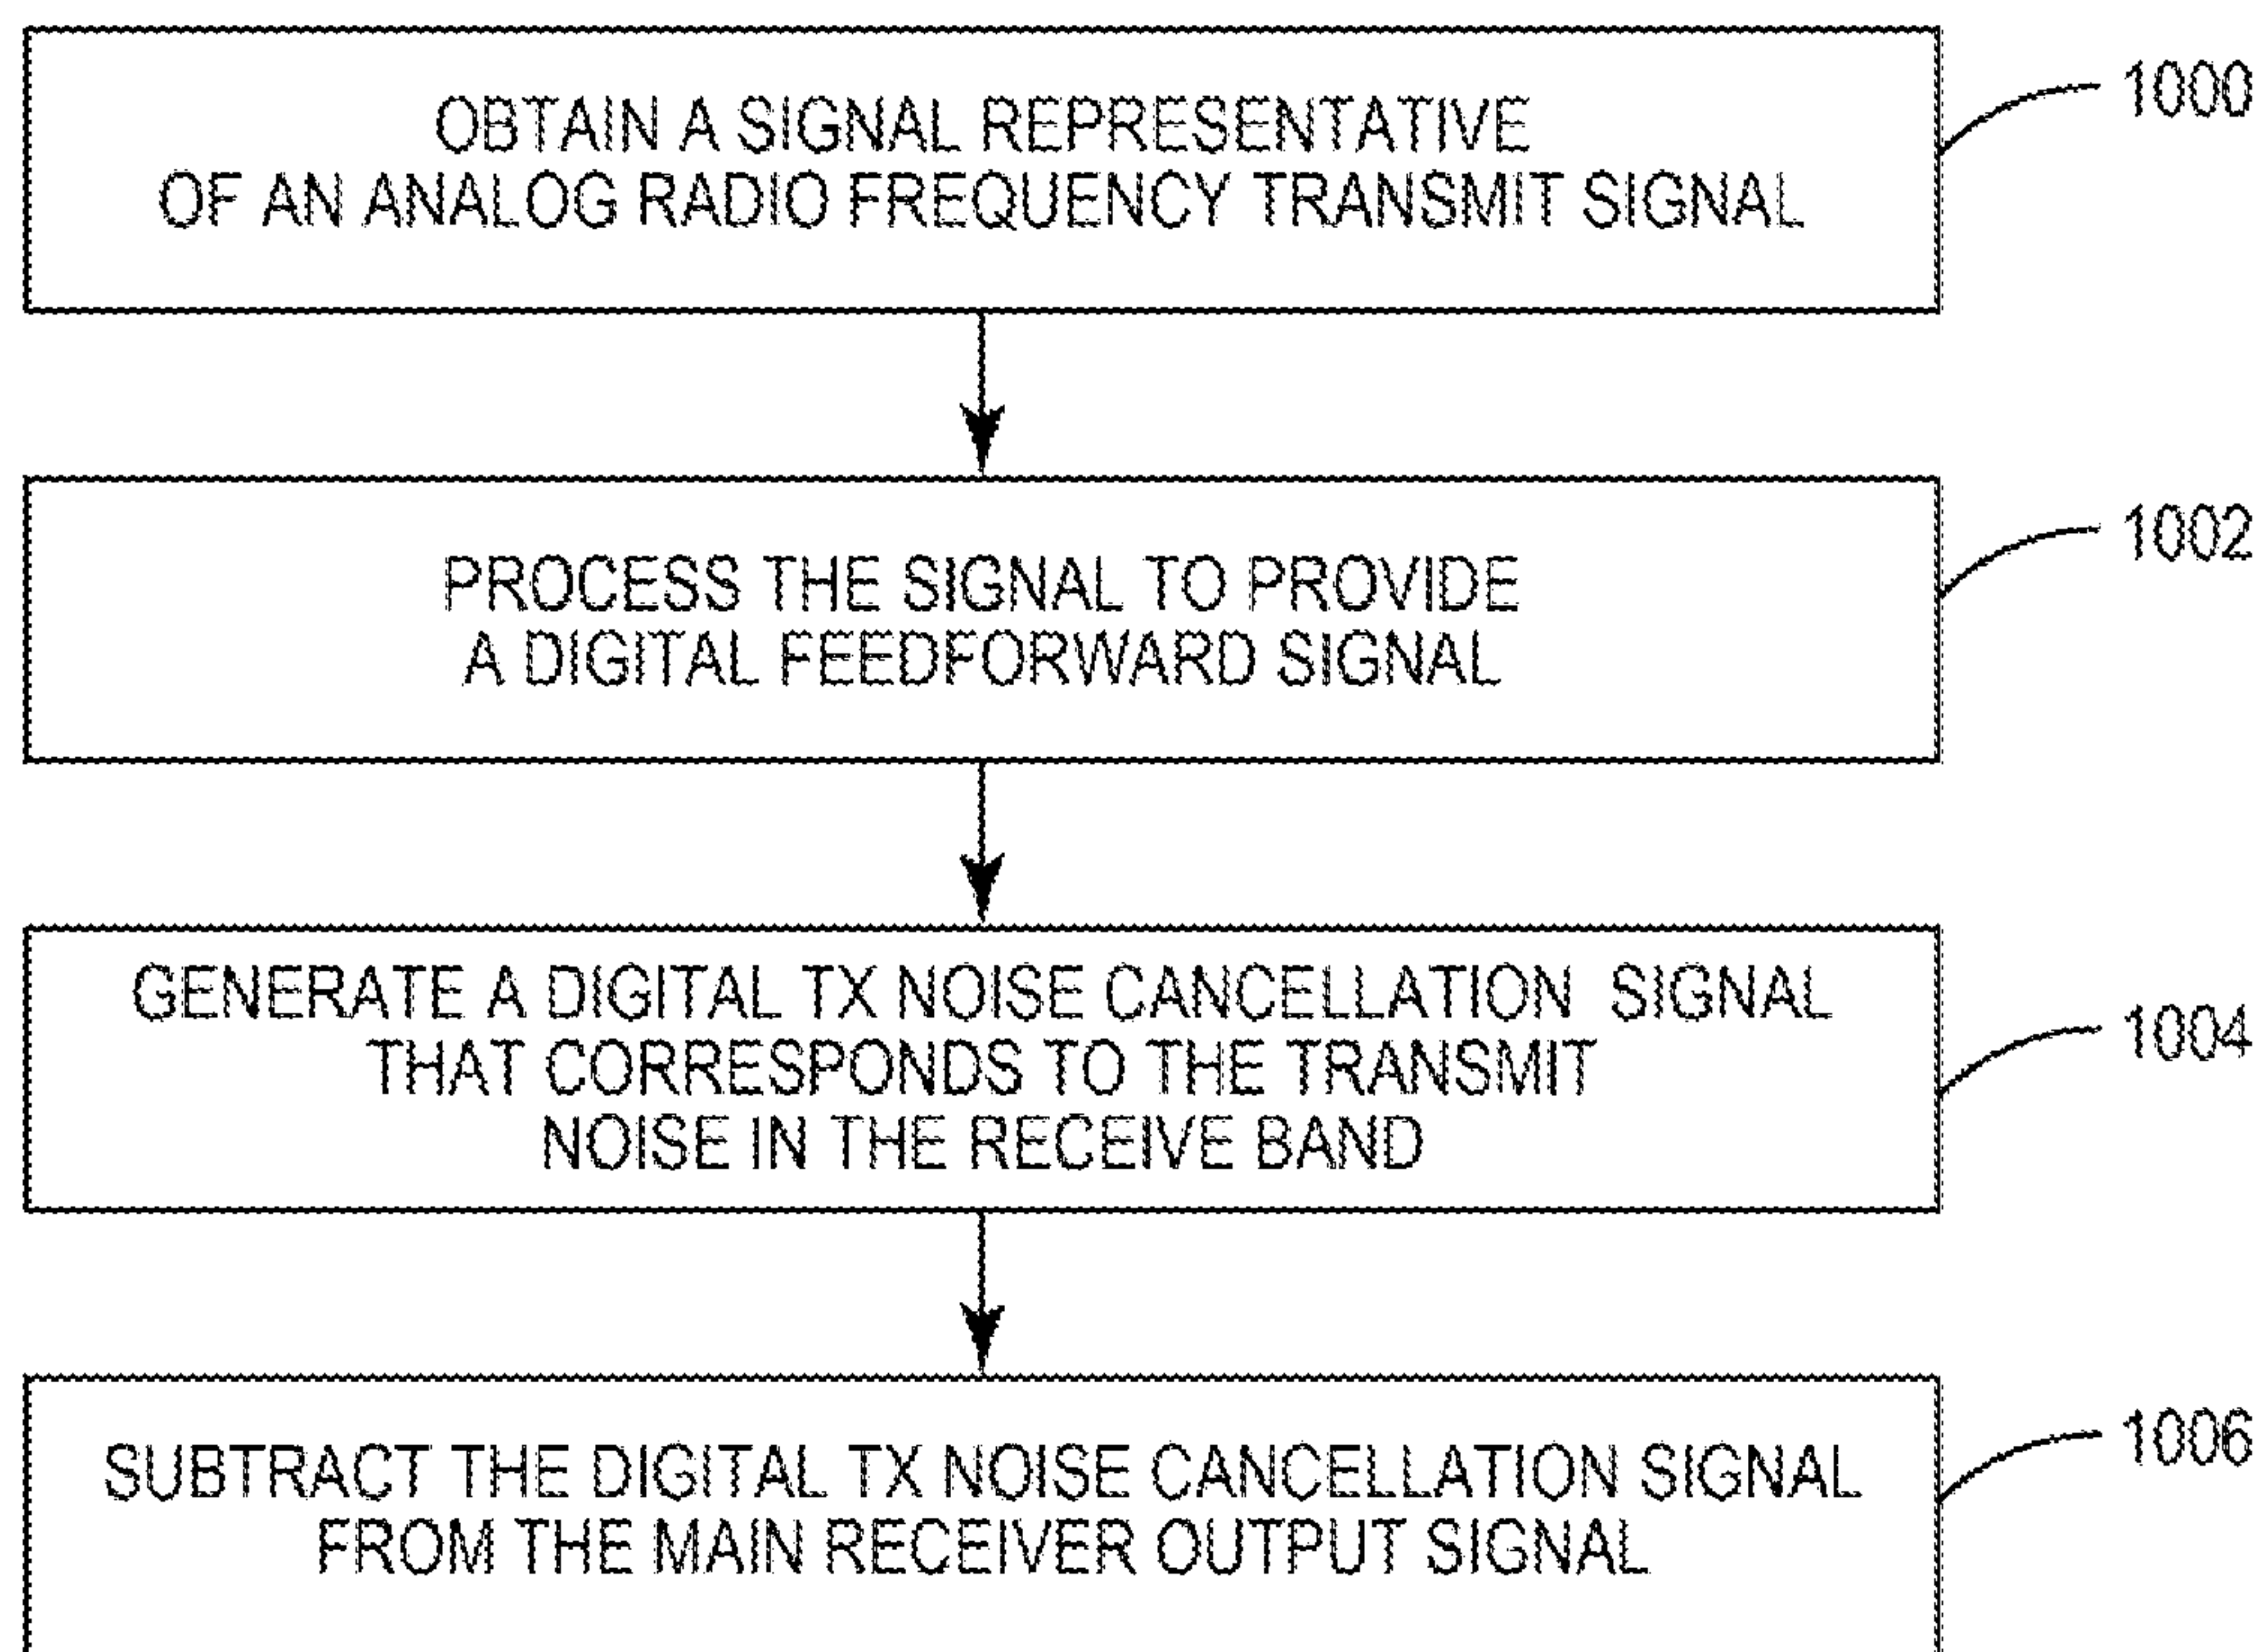 OBTAIN A SIGNAL REPRESENTATIVE
OF AN ANALOG RADIO FREQUENCY TRANSMIT SIGNAL
1000
PROCESS THE SIGNAL TO PROVIDE
A DIGITAL FEEDFORWARD SIGNAL
1002
GENERATE A DIGITAL TX NOISE CANCELLATION SIGNAL
THAT CORRESPONDS TO THE TRANSMIT
NOISE IN THE RECEIVE BAND
1004
SUBTRACT THE DIGITAL TX NOISE CANCELLATION SIGNAL
FROM THE MAIN RECEIVER OUTPUT SIGNAL
1006